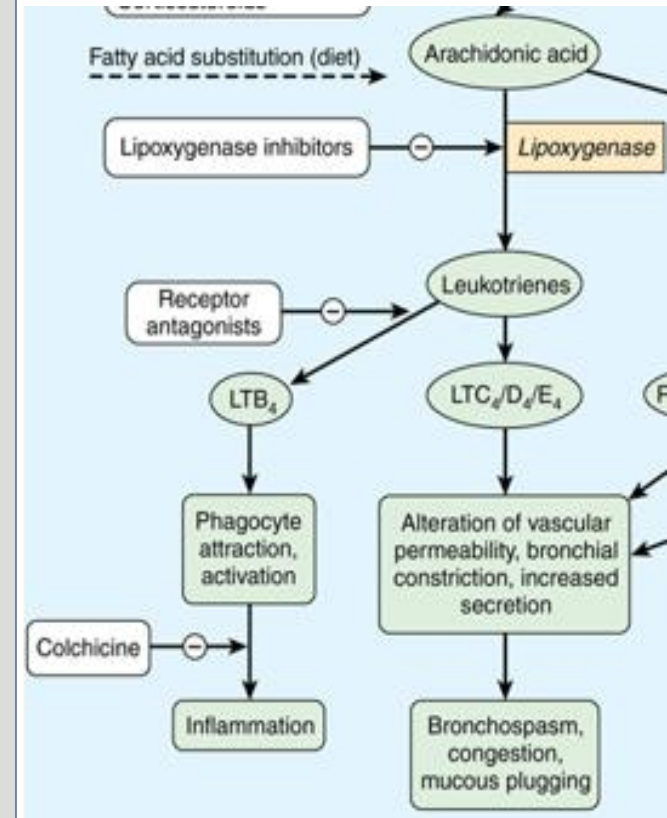 Fatty acid substitution (diet)
Arachidonic acid
Lipoxygenase inhibitors
−
Lipoxygenase
Leukotrienes
Receptor
antagonists
−
LTB₄
LTC₄/D₄/E₄
Phagocyte
attraction,
activation
Alteration of vascular
permeability, bronchial
constriction, increased
secretion
Colchicine
−
Inflammation
Bronchospasm,
congestion,
mucous plugging